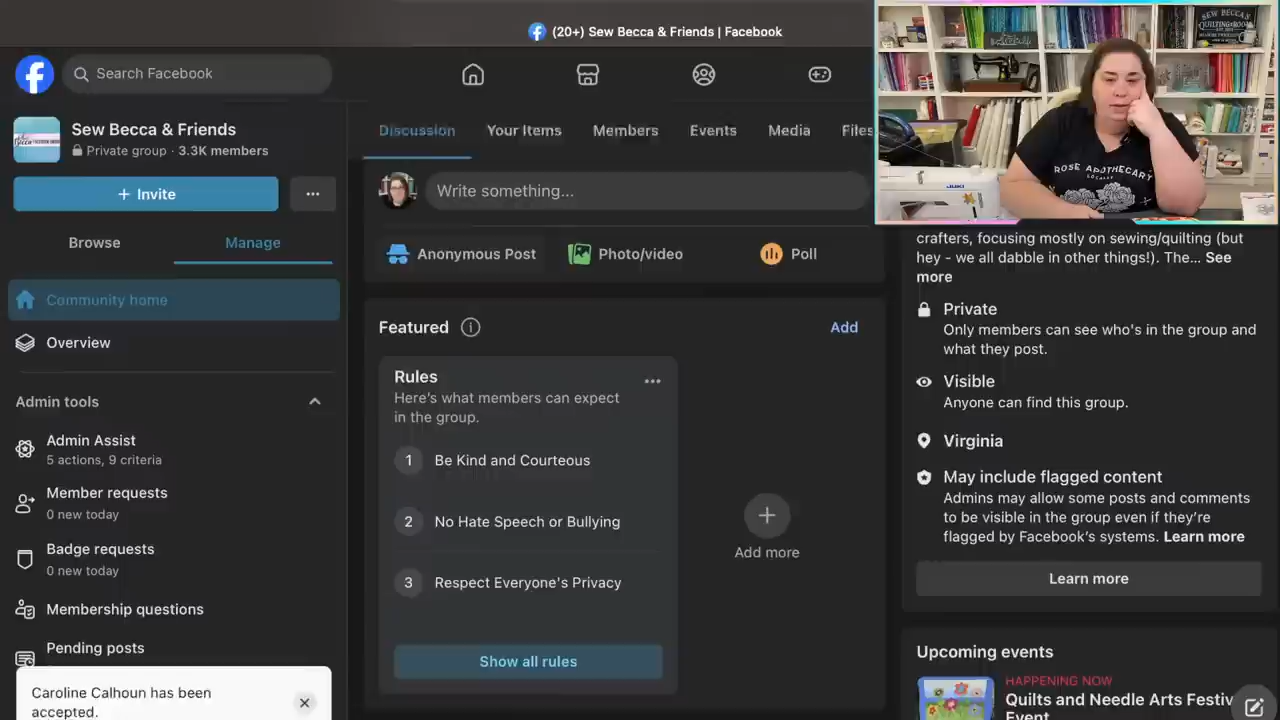 (20+) Sew Becca & Friends | Facebook
Search Facebook
Sew Becca & Friends
Private group · 3.3K members
+ Invite
Browse
Manage
Community home
Overview
Admin tools
Admin Assist
5 actions, 9 criteria
Member requests
0 new today
Badge requests
0 new today
Membership questions
Pending posts
Caroline Calhoun has been
accepted.
Discussion
Your Items
Members
Events
Media
Files
Write something...
Anonymous Post
Photo/video
Poll
Featured
Add
Rules
Here's what members can expect
in the group.
1 Be Kind and Courteous
2 No Hate Speech or Bullying
3 Respect Everyone's Privacy
Show all rules
Add more
SEW BECCA'S
QUILTING ROOM
JUKI
ROSE APOTHECARY
crafters, focusing mostly on sewing/quilting (but
hey - we all dabble in other things!). The... See
more
Private
Only members can see who's in the group and
what they post.
Visible
Anyone can find this group.
Virginia
May include flagged content
Admins may allow some posts and comments
to be visible in the group even if they're
flagged by Facebook's systems. Learn more
Learn more
Upcoming events
HAPPENING NOW
Quilts and Needle Arts Festiv
Event